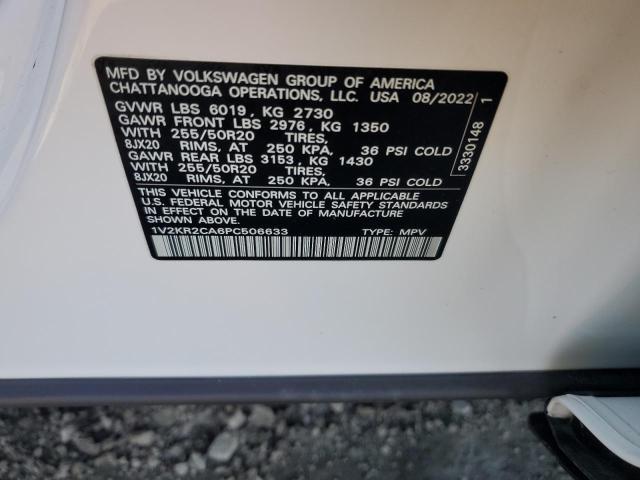 MFD BY VOLKSWAGEN GROUP OF AMERICA
CHATTANOOGA OPERATIONS, LLC. USA 08/2022
GVWR LBS 6019, KG 2730
GAWR FRONT LBS 2976, KG 1350
WITH 255/50R20 TIRES,
8JX20 RIMS, AT 250 KPA, 36 PSI COLD
GAWR REAR LBS 3153, KG 1430
WITH 255/50R20 TIRES,
8JX20 RIMS, AT 250 KPA, 36 PSI COLD
THIS VEHICLE CONFORMS TO ALL APPLICABLE
U.S. FEDERAL MOTOR VEHICLE SAFETY STANDARDS
IN EFFECT ON THE DATE OF MANUFACTURE
SHOWN ABOVE.
1V2KR2CA6PC506633 TYPE: MPV
3330148 1